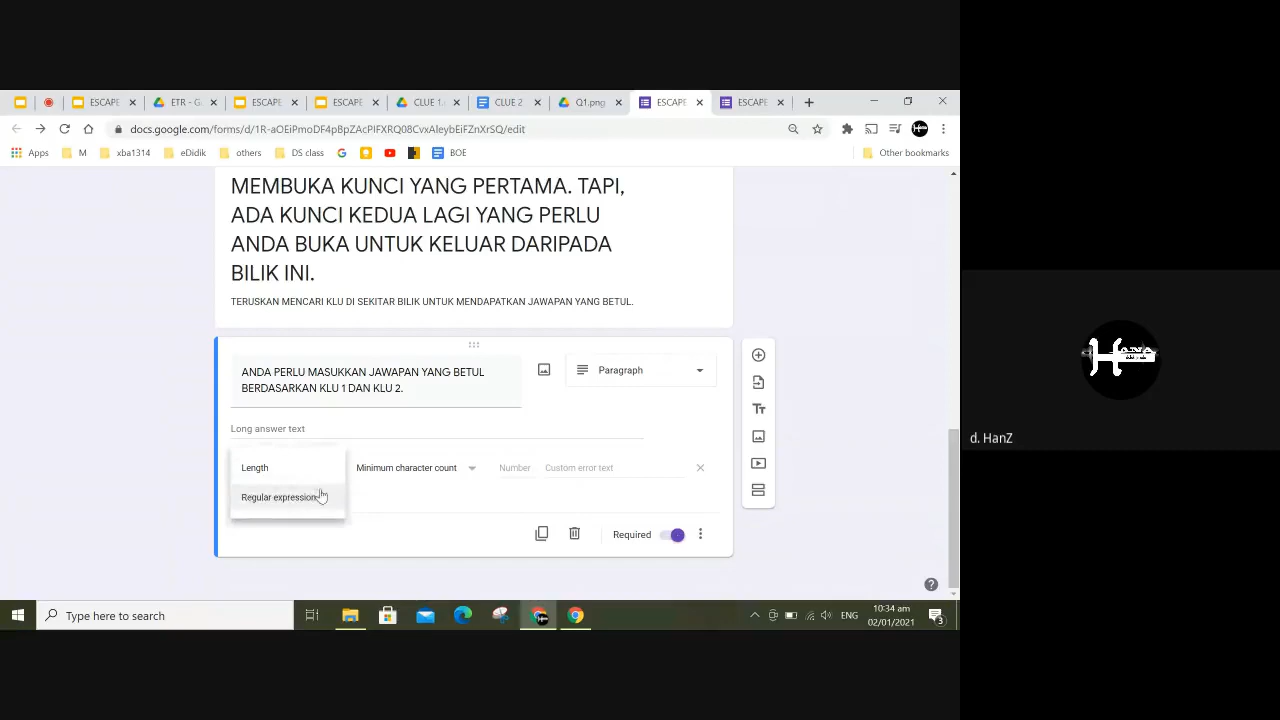 ESCAPE
ETR - G
ESCAPE
ESCAPE
CLUE 1.
CLUE 2
Q1.png
ESCAPE
ESCAPE
docs.google.com/forms/d/1R-aOEiPmoDF4pBpZAcPIFXRQ08CvxAleybEiFZnXrSQ/edit
Apps
M
xba1314
eDidik
others
DS class
BOE
Other bookmarks
MEMBUKA KUNCI YANG PERTAMA. TAPI,
ADA KUNCI KEDUA LAGI YANG PERLU
ANDA BUKA UNTUK KELUAR DARIPADA
BILIK INI.
TERUSKAN MENCARI KLU DI SEKITAR BILIK UNTUK MENDAPATKAN JAWAPAN YANG BETUL.
ANDA PERLU MASUKKAN JAWAPAN YANG BETUL
BERDASARKAN KLU 1 DAN KLU 2.
Paragraph
Long answer text
Length
Minimum character count
Number
Custom error text
Regular expression
Required
d. HanZ
Type here to search
ENG
10:34 am
02/01/2021
3